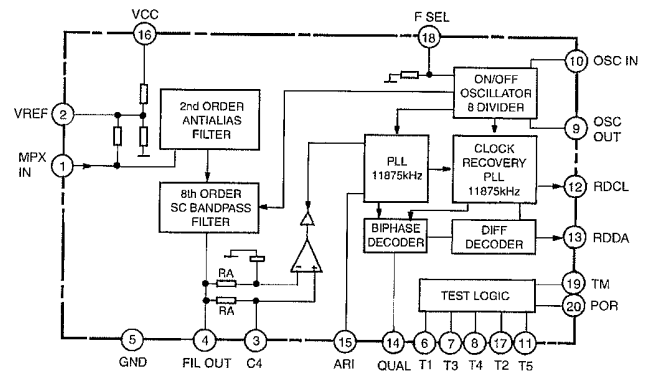 VCC
16
F SEL
18
10 OSC IN
ON/OFF
OSCILLATOR
8 DIVIDER
2nd ORDER
ANTIALIAS
FILTER
VREF 2
9 OSC
OUT
MPX
IN
1
PLL
11875kHz
CLOCK
RECOVERY
PLL
11875kHz
12 RDCL
8th ORDER
SC BANDPASS
FILTER
BIPHASE
DECODER
DIFF
DECODER
13 RDDA
RA
- +
RA
TEST LOGIC
19 TM
20 POR
5 4 3 15 14 6 7 8 17 11
GND FIL OUT C4 ARI QUAL T1 T3 T4 T2 T5